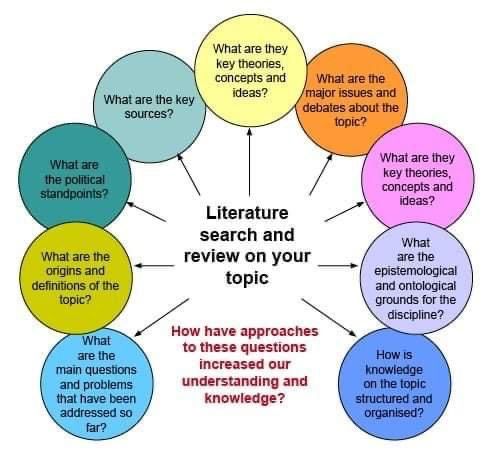 What are they
key theories,
concepts and
ideas?
What are the key
sources?
What are the
major issues and
debates about the
topic?
What are
the political
standpoints?
What are they
key theories,
concepts and
ideas?
Literature
search and
review on your
topic
What are the
origins and
definitions of the
topic?
What
are the
epistemological
and ontological
grounds for the
discipline?
What
are the
main questions
and problems
that have been
addressed so
far?
How have approaches
to these questions
increased our
understanding and
knowledge?
How is
knowledge
on the topic
structured and
organised?